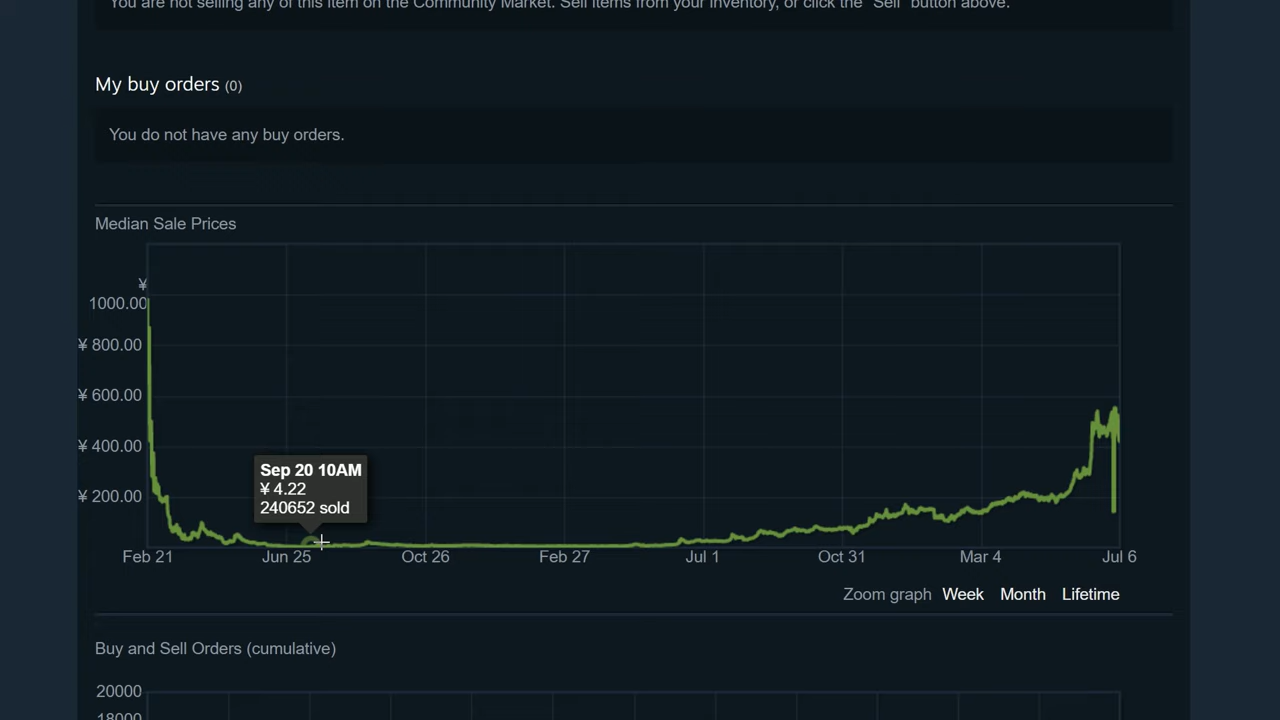 You are not selling any of this item on the Community Market. Sell items from your inventory, or click the "Sell" button above.
My buy orders (0)
You do not have any buy orders.
Median Sale Prices
¥
1000.00
¥ 800.00
¥ 600.00
¥ 400.00
¥ 200.00
Sep 20 10AM
¥ 4.22
240652 sold
Feb 21 Jun 25 Oct 26 Feb 27 Jul 1 Oct 31 Mar 4 Jul 6
Zoom graph Week Month Lifetime
Buy and Sell Orders (cumulative)
20000
18000